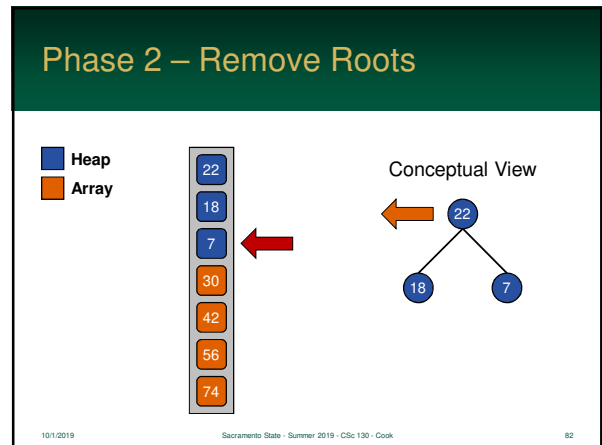 Phase 2 – Remove Roots
Heap
Array
22
18
7
30
42
56
74
Conceptual View
22
18 7
10/1/2019 Sacramento State - Summer 2019 - CSc 130 - Cook 82